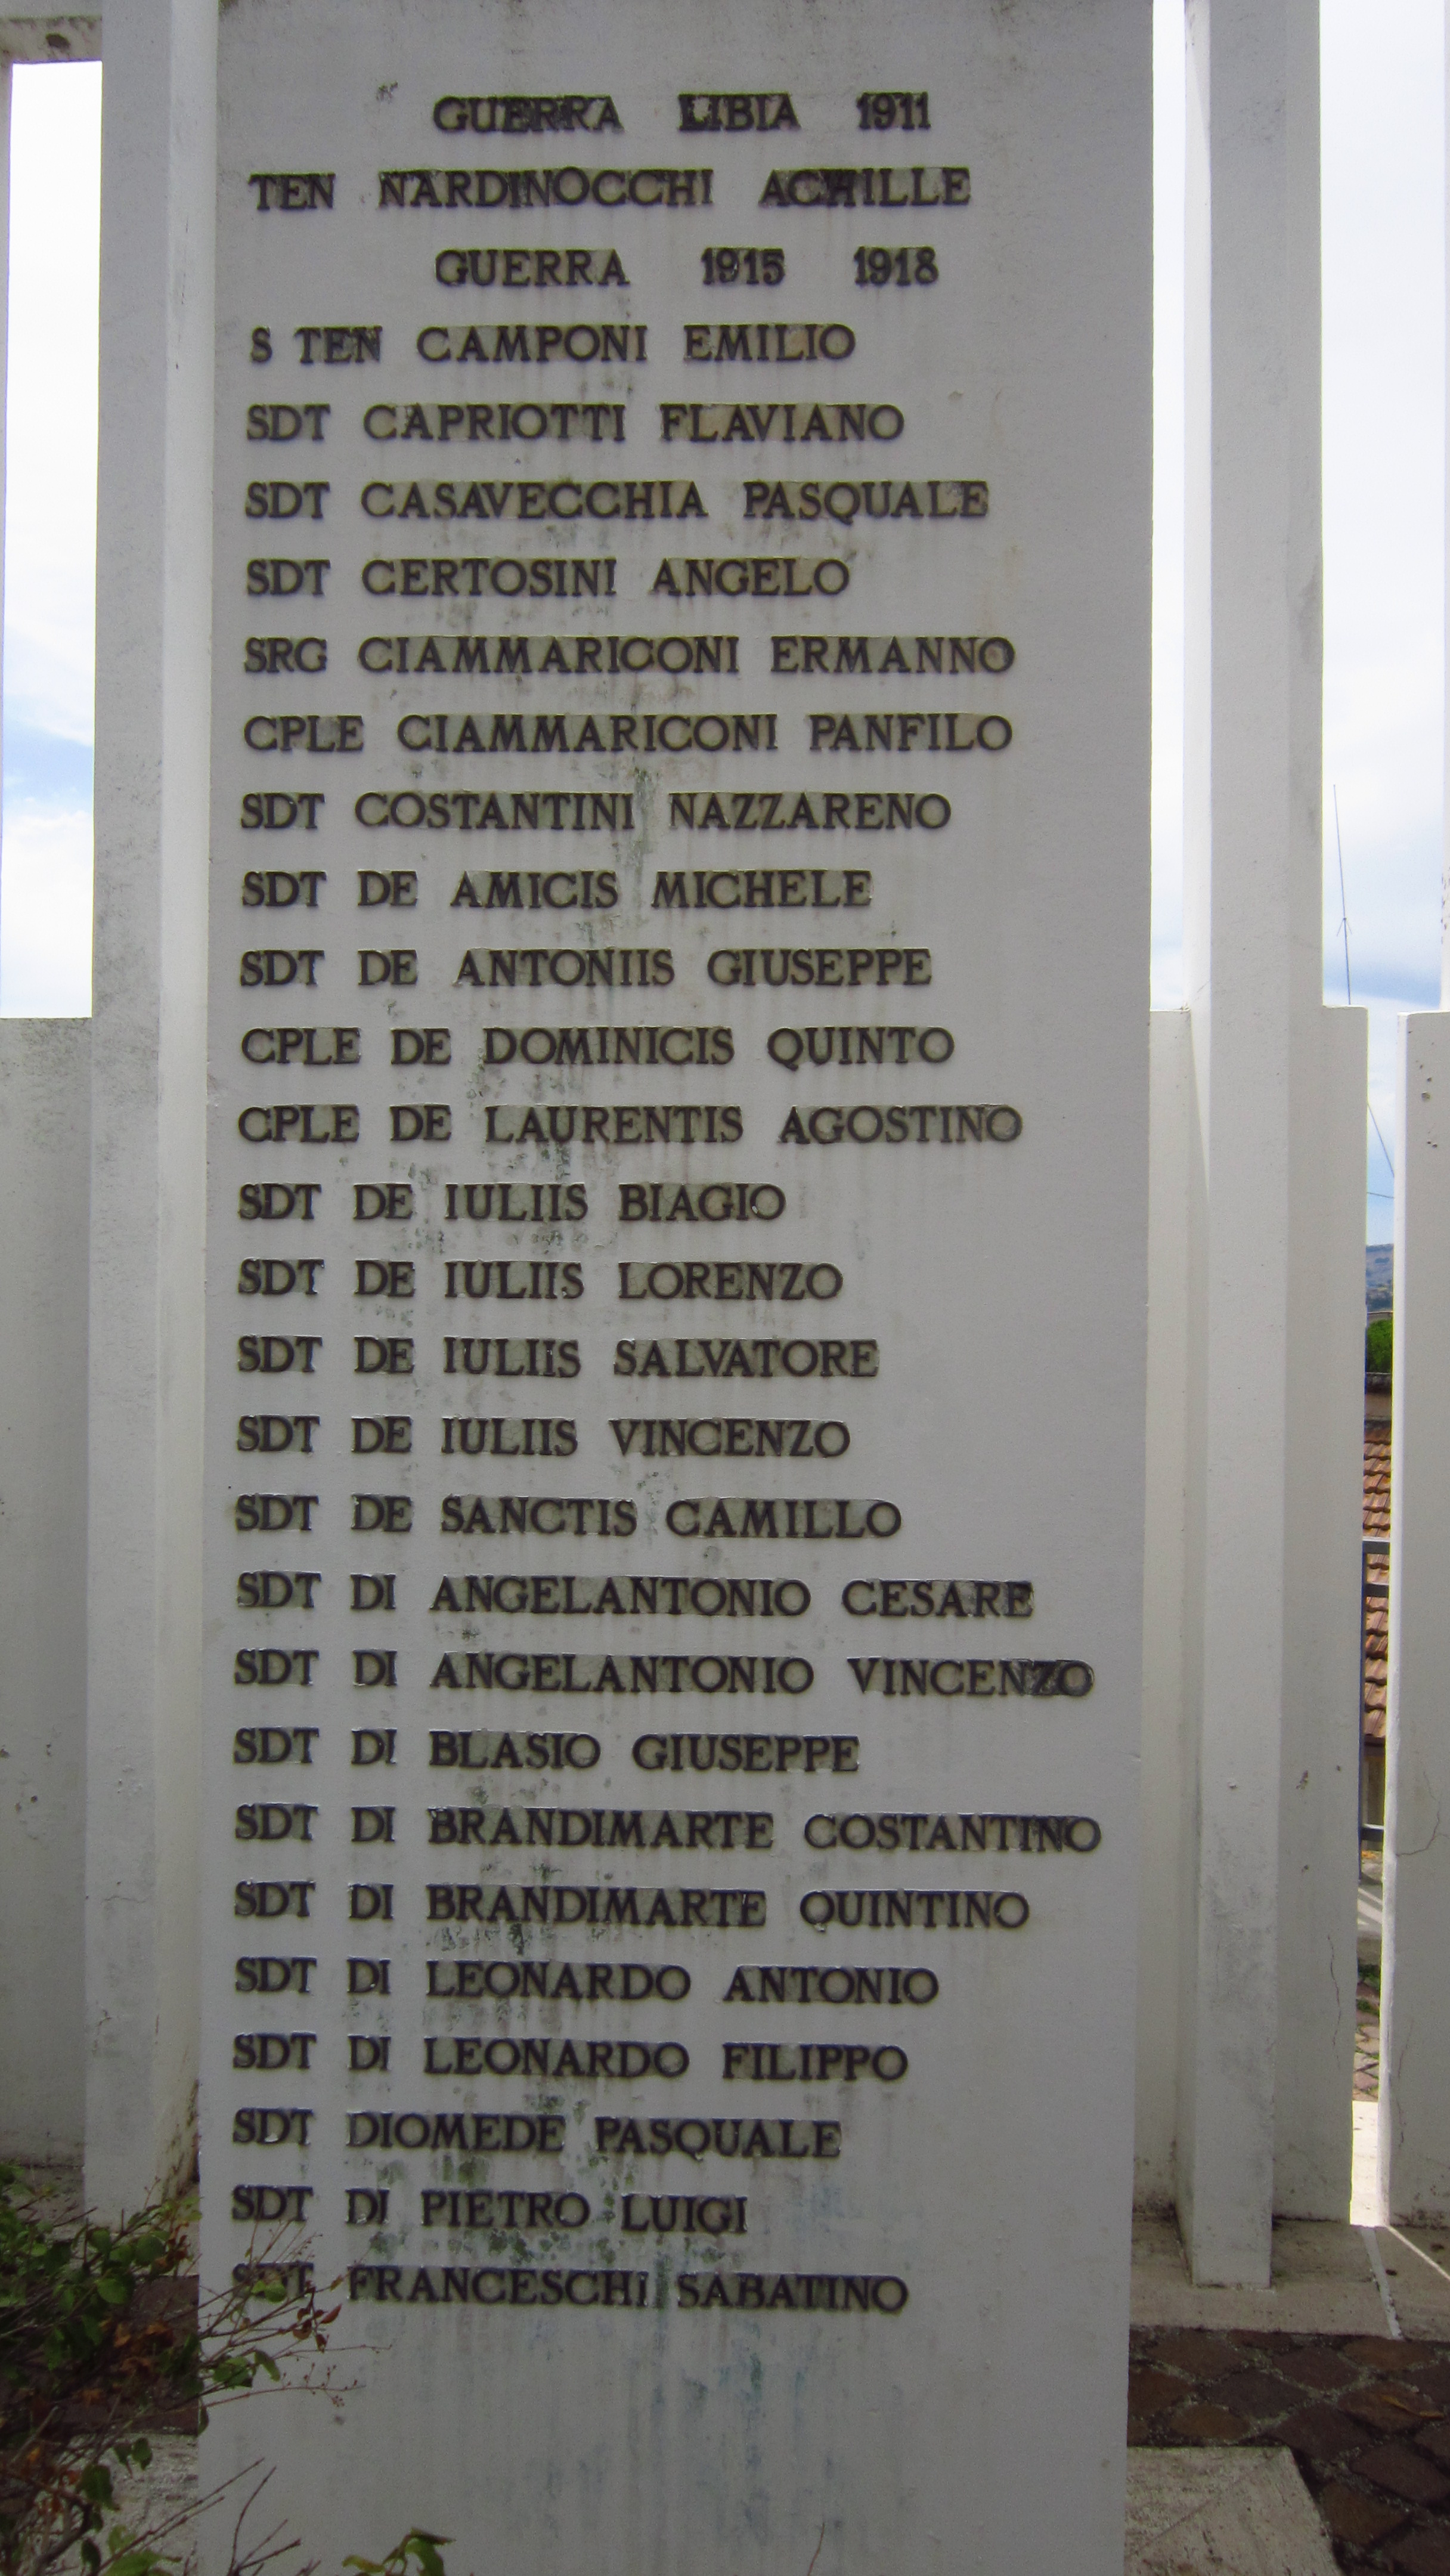 GUERRA LIBIA 1911
TEN NARDINOCCHI ACHILLE
GUERRA 1915 1918
S TEN CAMPONI EMILIO
SDT CAPRIOTTI FLAVIANO
SDT CASAVECCHIA PASQUALE
SDT CERTOSINI ANGELO
SRG CIAMMARICONI ERMANNO
CPLE CIAMMARICONI PANFILO
SDT COSTANTINI NAZZARENO
SDT DE AMICIS MICHELE
SDT DE ANTONIIS GIUSEPPE
CPLE DE DOMINICIS QUINTO
CPLE DE LAURENTIS AGOSTINO
SDT DE IULIIS BIAGIO
SDT DE IULIIS LORENZO
SDT DE IULIIS SALVATORE
SDT DE IULIIS VINCENZO
SDT DE SANCTIS CAMILLO
SDT DI ANGELANTONIO CESARE
SDT DI ANGELANTONIO VINCENZO
SDT DI BLASIO GIUSEPPE
SDT DI BRANDIMARTE COSTANTINO
SDT DI BRANDIMARTE QUINTINO
SDT DI LEONARDO ANTONIO
SDT DI LEONARDO FILIPPO
SDT DIOMEDE PASQUALE
SDT DI PIETRO LUIGI
SDT FRANCESCHI SABATINO